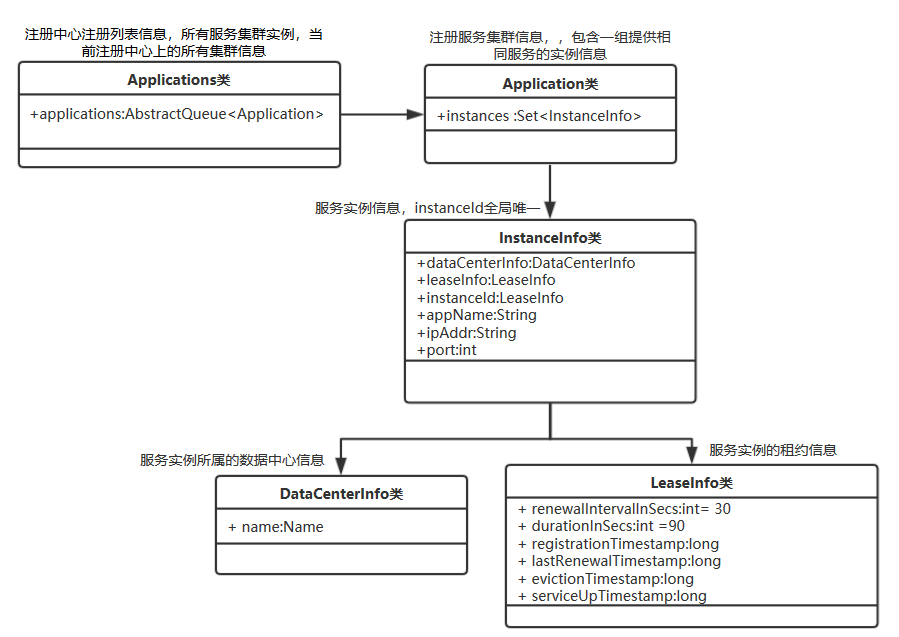 注册中心注册列表信息，所有服务集群实例，当
前注册中心上的所有集群信息
Applications类
+applications:AbstractQueue<Application>
注册服务集群信息，，包含一组提供相
同服务的实例信息
Application类
+instances :Set<InstanceInfo>
服务实例信息，instanceId全局唯一
InstanceInfo类
+dataCenterInfo:DataCenterInfo
+leaseInfo:LeaseInfo
+instanceId:LeaseInfo
+appName:String
+ipAddr:String
+port:int
服务实例所属的数据中心信息
DataCenterInfo类
+ name:Name
服务实例的租约信息
LeaseInfo类
+ renewalIntervalInSecs:int= 30
+ durationInSecs:int =90
+ registrationTimestamp:long
+ lastRenewalTimestamp:long
+ evictionTimestamp:long
+ serviceUpTimestamp:long